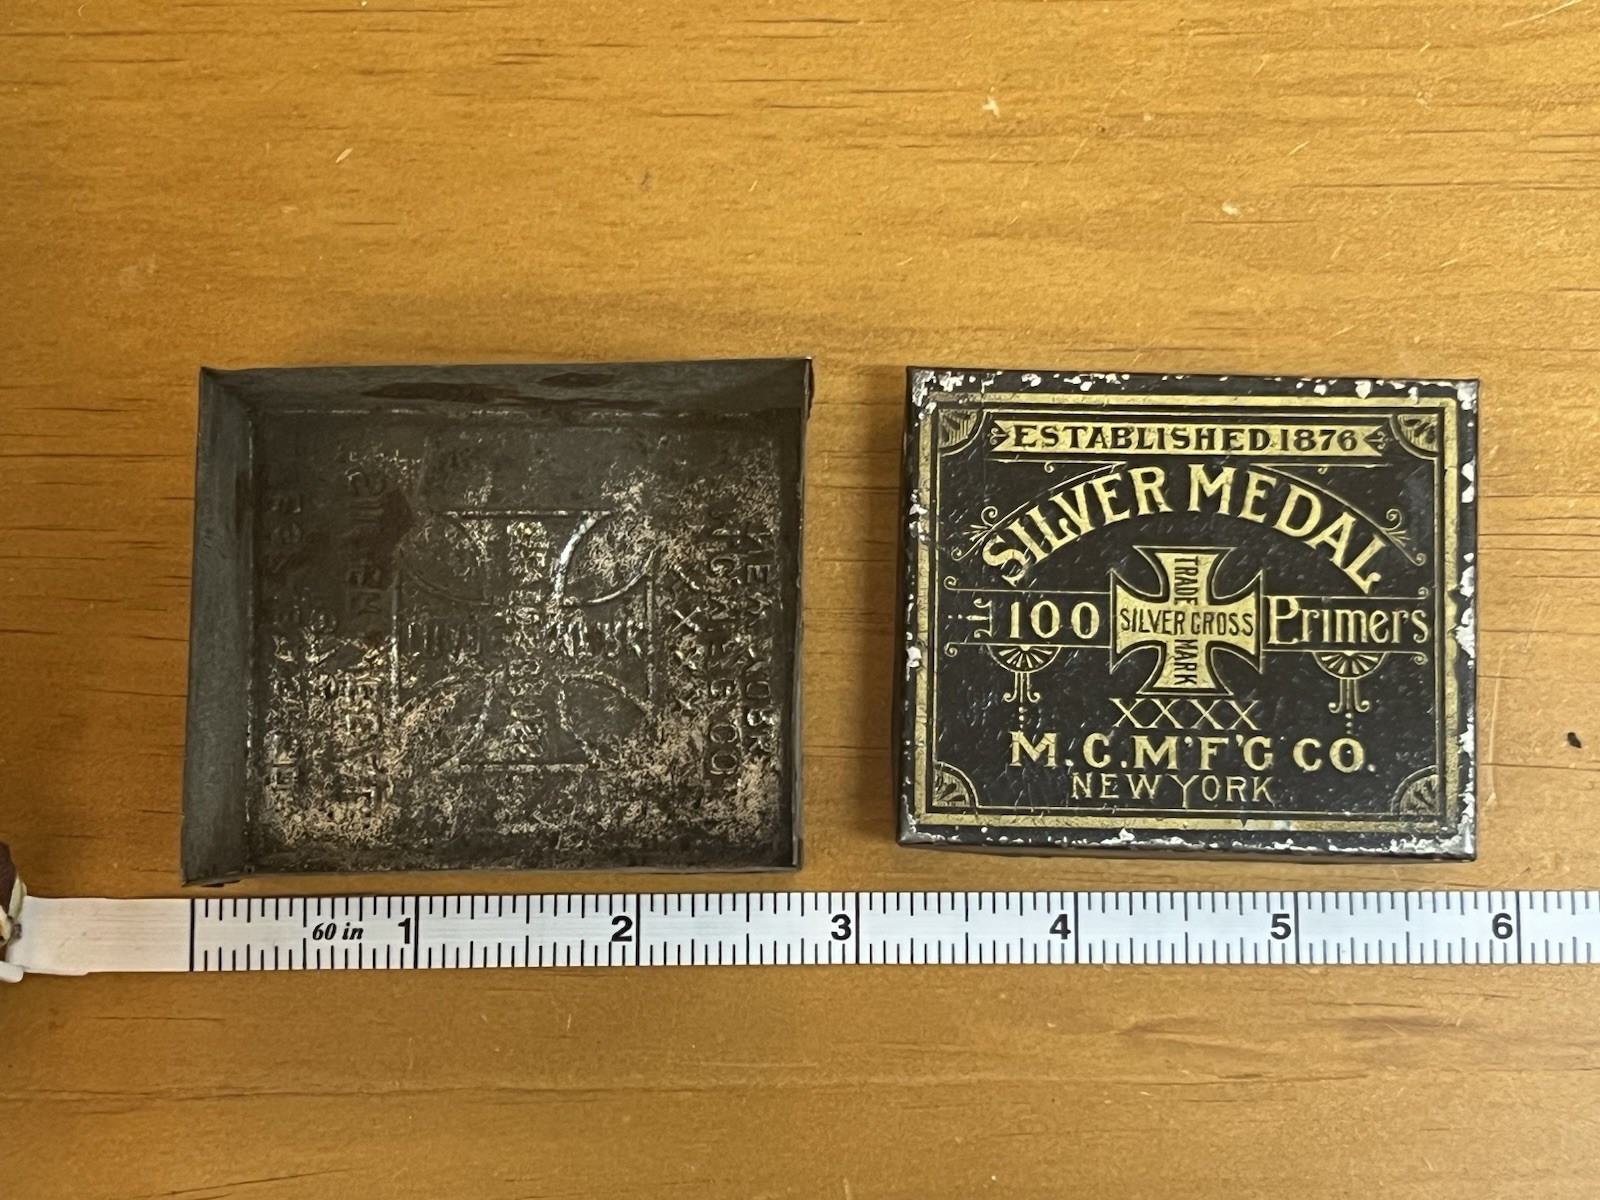 ESTABLISHED 1876
SILVER MEDAL
100 Primers
TRADE
SILVER CROSS
MARK
XXXX
M.C.M'F'G CO.
NEW YORK
60 in 1 2 3 4 5 6